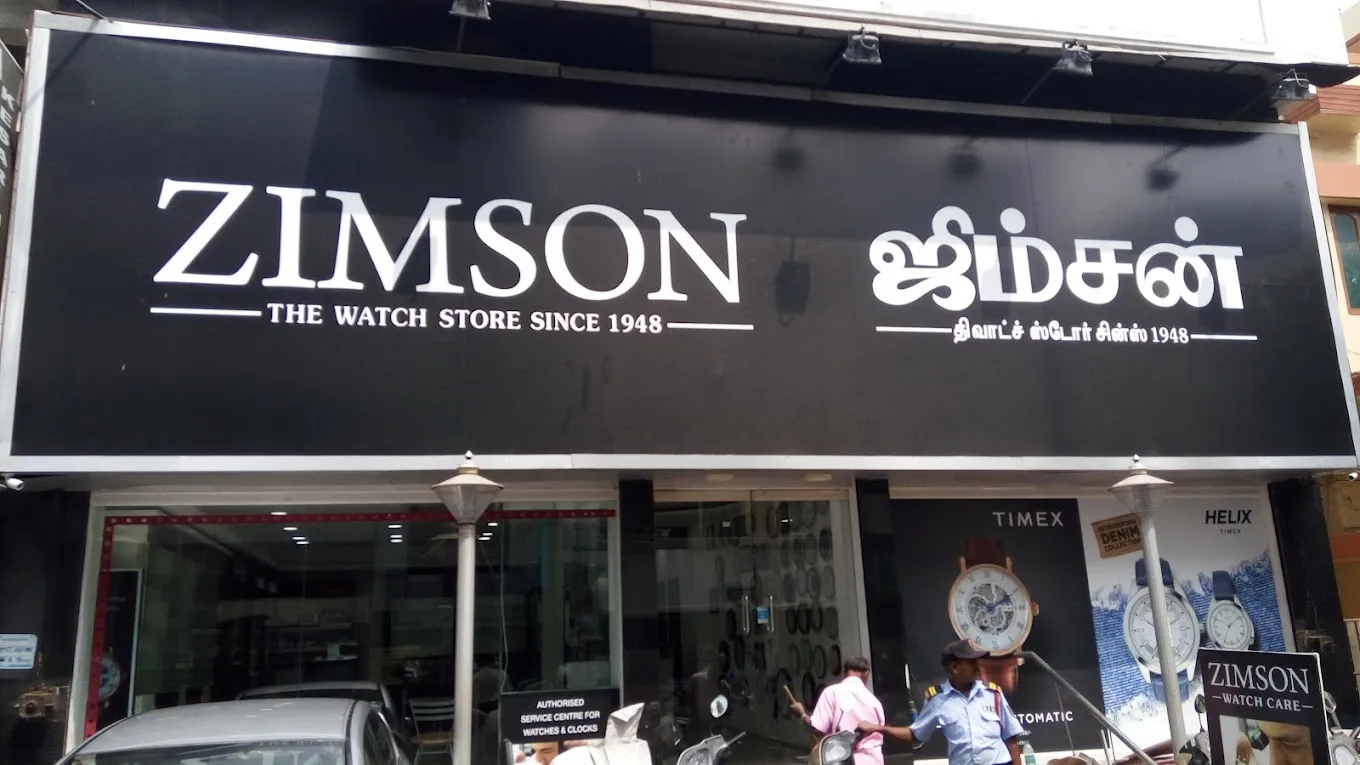 ZIMSON
THE WATCH STORE SINCE 1948
ஜிம்சன்
திவாட்ச் ஸ்டோர் சின்ஸ் 1948
TIMEX
INTRODUCING
DENIM
COLLECTION
HELIX
TIMEX
AUTHORISED
SERVICE CENTRE FOR
WATCHES & CLOCKS
ZIMSON
WATCH CARE